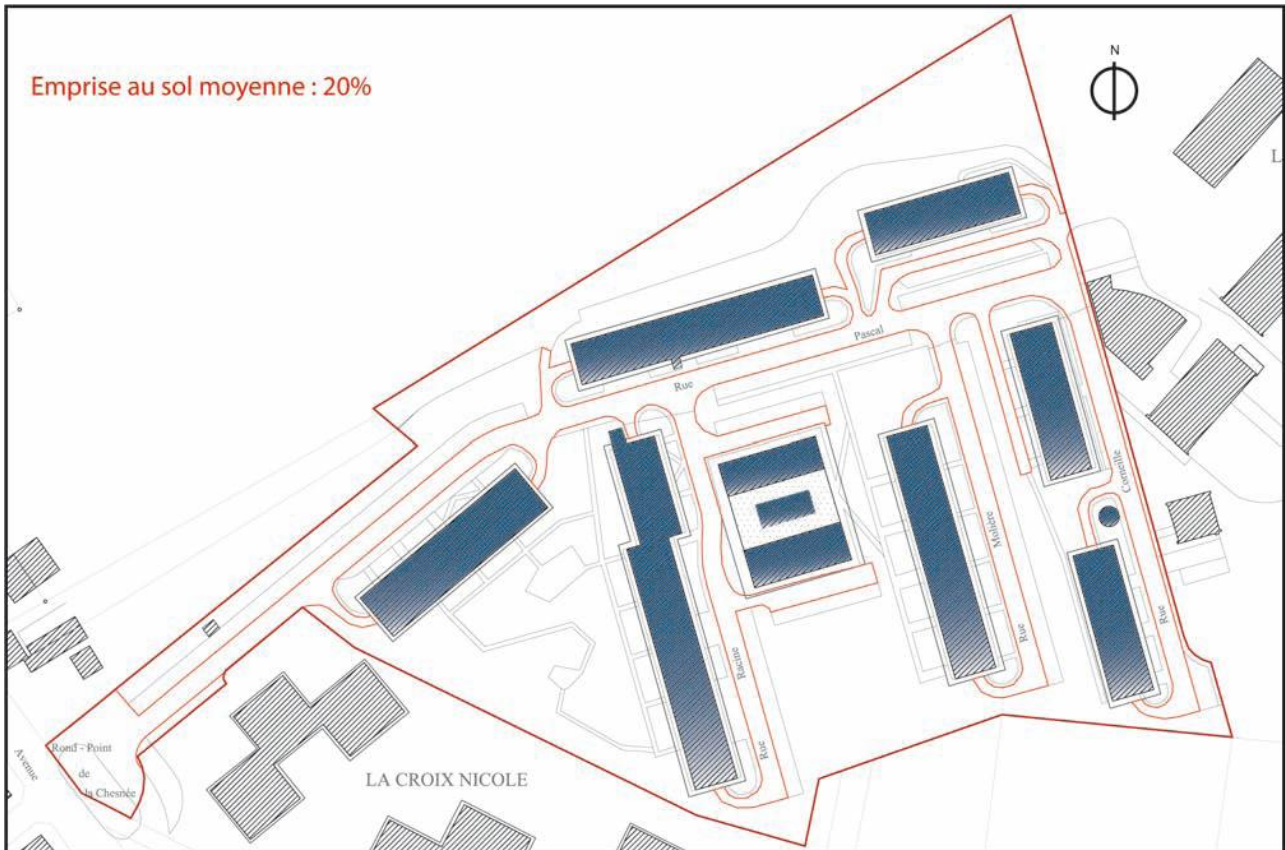 Emprise au sol moyenne : 20%
N
L
Pascal
Rue
Corneille
Molière
Rue
Rue
Racine
Rue
Rond - Point
de
la Chesnée
Avenue
LA CROIX NICOLE